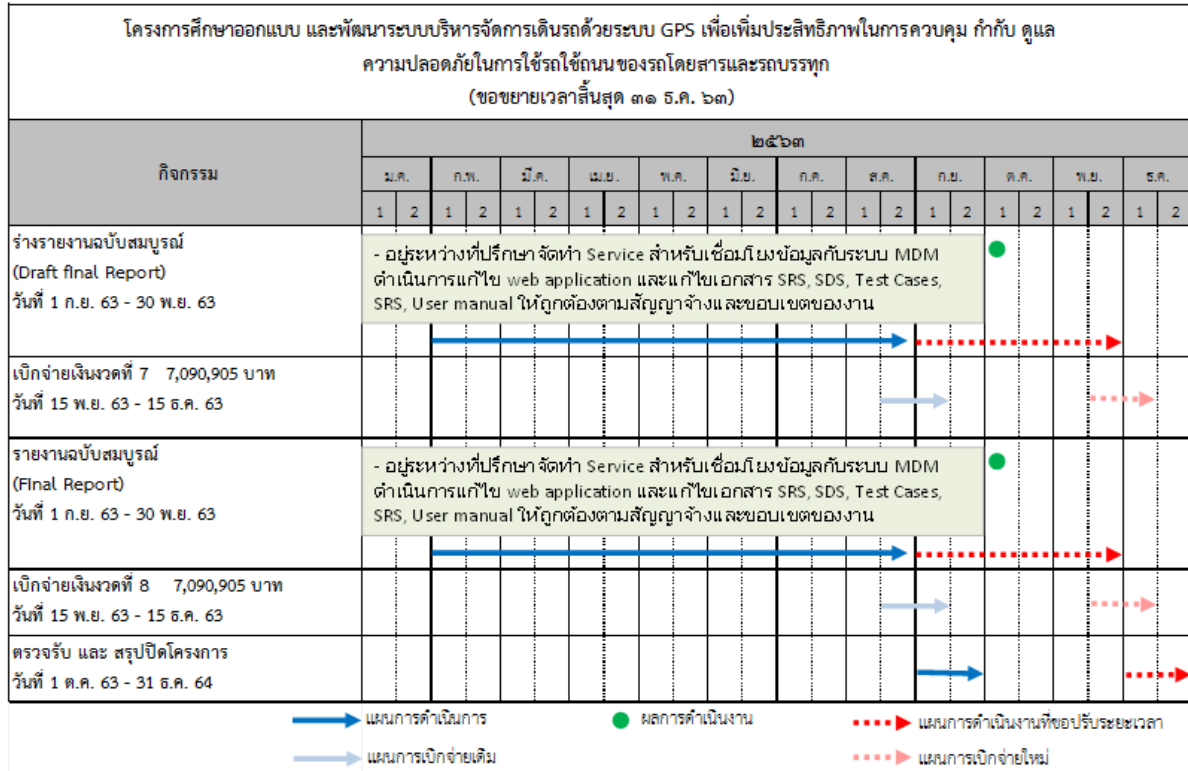 โครงการศึกษาออกแบบ และพัฒนาระบบบริหารจัดการเดินรถด้วยระบบ GPS เพื่อเพิ่มประสิทธิภาพในการควบคุม กำกับ ดูแล
ความปลอดภัยในการใช้รถใช้ถนนของรถโดยสารและรถบรรทุก
(ขอขยายเวลาสิ้นสุด ๓๑ ธ.ค. ๖๓)
กิจกรรม
๒๕๖๓
ม.ค. ก.พ. มี.ค. เม.ย. พ.ค. มิ.ย. ก.ค. ส.ค. ก.ย. ต.ค. พ.ย. ธ.ค.
1 2 1 2 1 2 1 2 1 2 1 2 1 2 1 2 1 2 1 2 1 2 1 2
ร่างรายงานฉบับสมบูรณ์
(Draft final Report)
วันที่ 1 ก.ย. 63 - 30 พ.ย. 63
- อยู่ระหว่างที่ปรึกษา จัดทำ Service สำหรับเชื่อมโยงข้อมูลกับระบบ MDM
ดำเนินการแก้ไข web application และแก้ไขเอกสาร SRS, SDS, Test Cases,
SRS, User manual ให้ถูกต้องตามสัญญาจ้างและขอบเขตของงาน
เบิกจ่ายเงินงวดที่ 7 7,090,905 บาท
วันที่ 15 พ.ย. 63 - 15 ธ.ค. 63
รายงานฉบับสมบูรณ์
(Final Report)
วันที่ 1 ก.ย. 63 - 30 พ.ย. 63
- อยู่ระหว่างที่ปรึกษา จัดทำ Service สำหรับเชื่อมโยงข้อมูลกับระบบ MDM
ดำเนินการแก้ไข web application และแก้ไขเอกสาร SRS, SDS, Test Cases,
SRS, User manual ให้ถูกต้องตามสัญญาจ้างและขอบเขตของงาน
เบิกจ่ายเงินงวดที่ 8 7,090,905 บาท
วันที่ 15 พ.ย. 63 - 15 ธ.ค. 63
ตรวจรับ และ สรุปปิดโครงการ
วันที่ 1 ต.ค. 63 - 31 ธ.ค. 64
แผนการดำเนินการ ผลการดำเนินงาน แผนการดำเนินงานที่ขอปรับระยะเวลา
แผนการเบิกจ่ายเดิม แผนการเบิกจ่ายใหม่